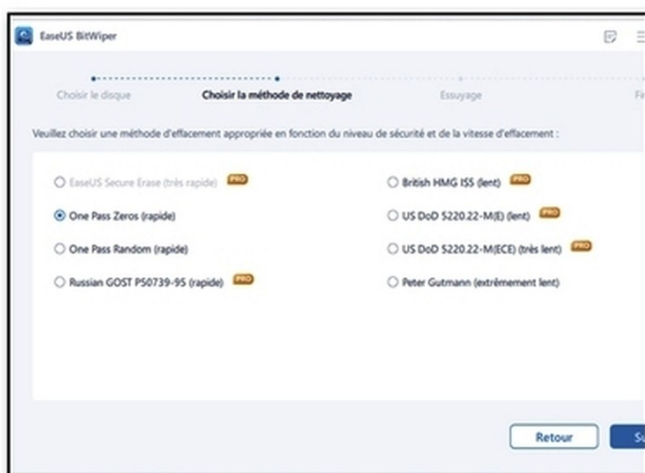 EaseUS BitWiper
Choisir le disque Choisir la méthode de nettoyage Essuyage
Veuillez choisir une méthode d'effacement appropriée en fonction du niveau de sécurité et de la vitesse d'effacement :
EaseUS Secure Erase (très rapide) PRO
One Pass Zeros (rapide)
One Pass Random (rapide)
Russian GOST P50739-95 (rapide) PRO
British HMG IS5 (lent) PRO
US DoD 5220.22-M(E) (lent) PRO
US DoD 5220.22-M(ECE) (très lent) PRO
Peter Gutmann (extrêmement lent)
Retour